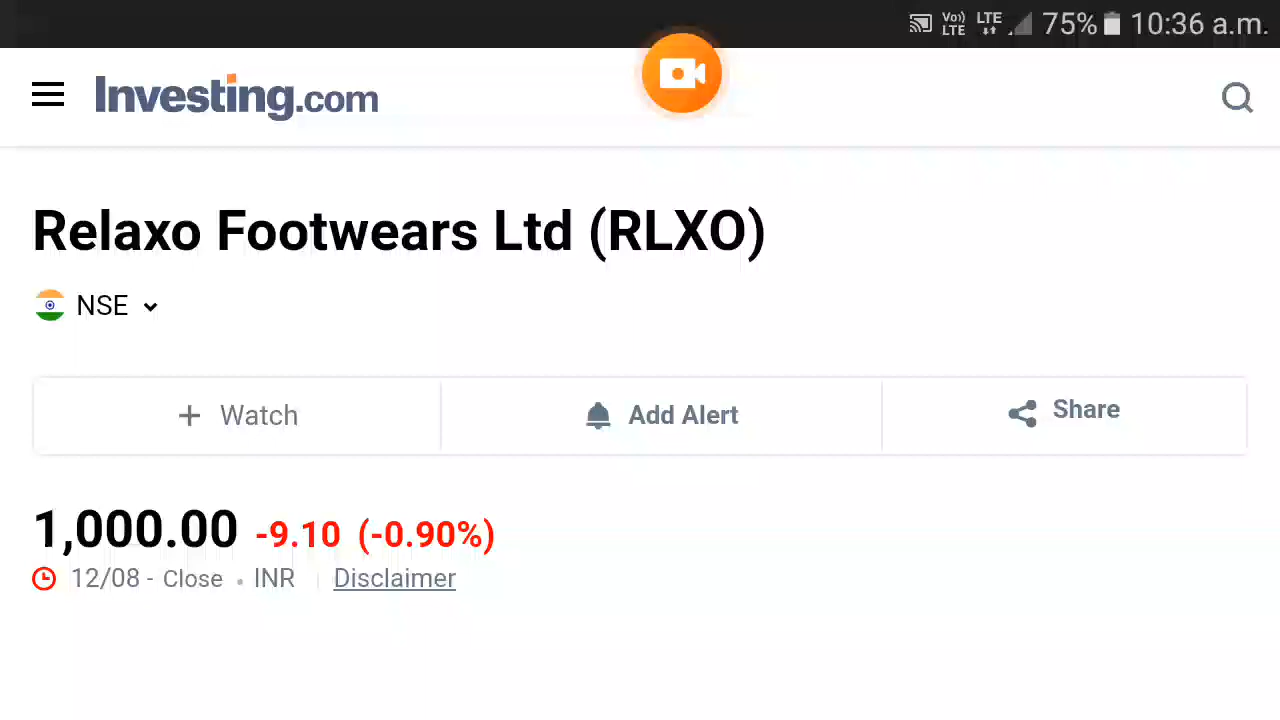 Vo)) LTE LTE 75% 10:36 a.m.
Investing.com
Relaxo Footwears Ltd (RLXO)
NSE
+ Watch Add Alert Share
1,000.00 -9.10 (-0.90%)
12/08 - Close • INR | Disclaimer